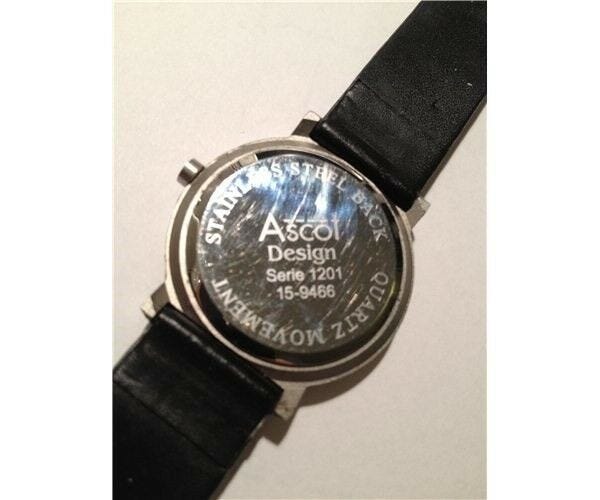 STAINLESS STEEL BACK
Ascot
Design
Serie 1201
15-9466
QUARTZ MOVEMENT